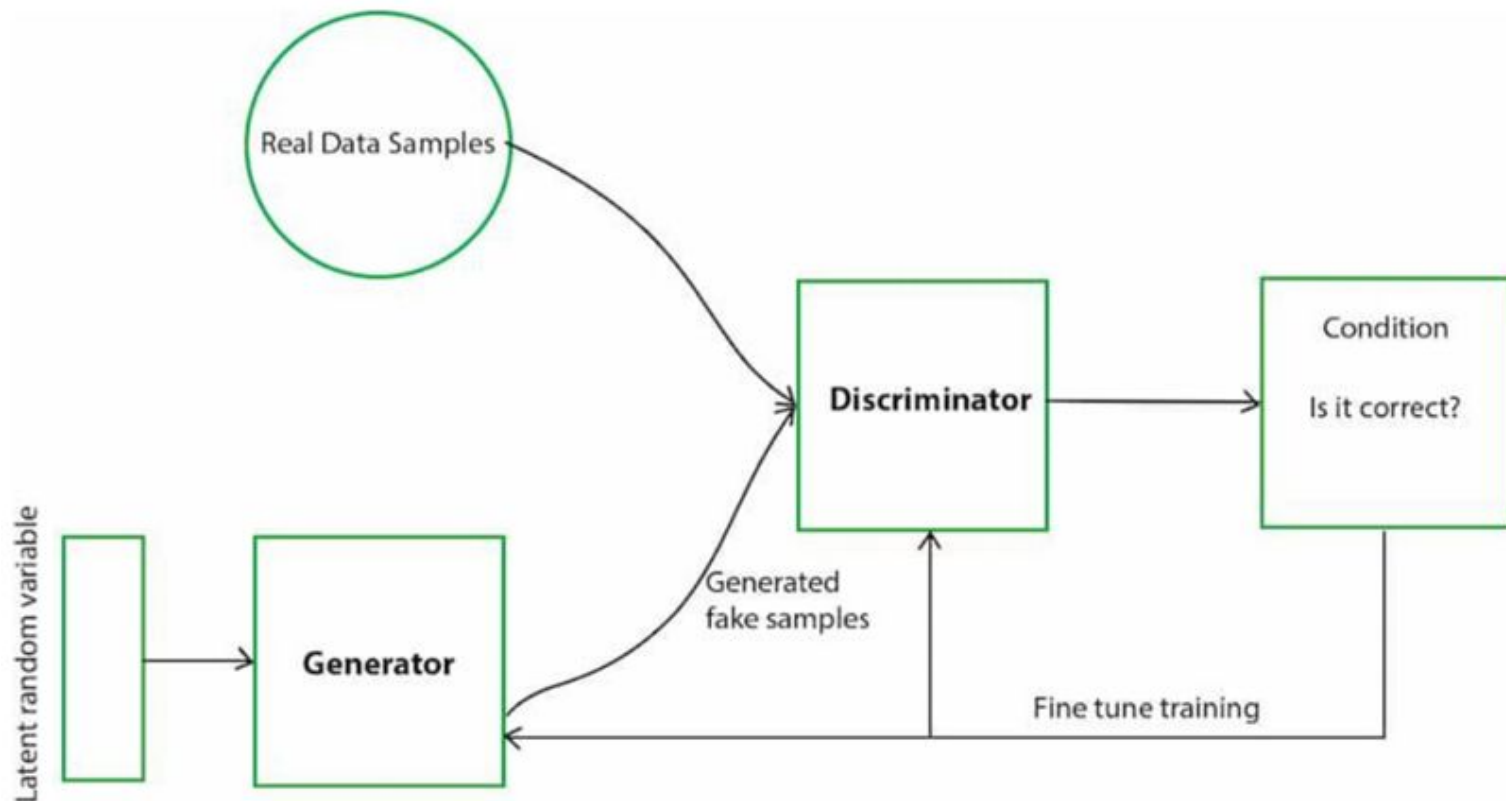 Real Data Samples
Discriminator
Condition
Is it correct?
Latent random variable
Generator
Generated
fake samples
Fine tune training